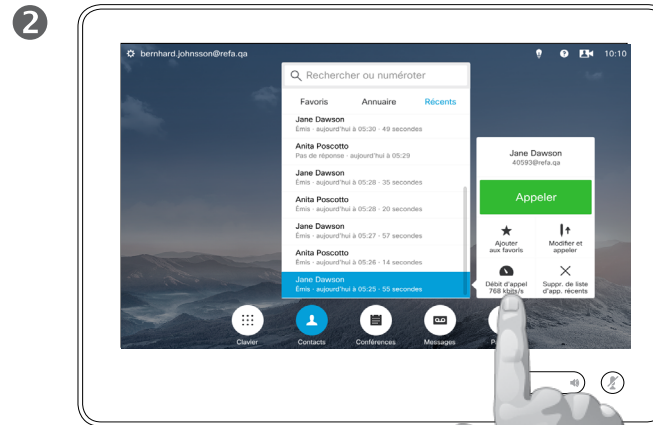 2
bernhard.johnsson@refa.qa
10:10
Rechercher ou numéroter
Favoris Annuaire Récents
Jane Dawson
Émis - aujourd'hui à 05:30 - 49 secondes
Anita Poscotto
Pas de réponse - aujourd'hui à 05:29
Jane Dawson
Émis - aujourd'hui à 05:28 - 35 secondes
Anita Poscotto
Émis - aujourd'hui à 05:28 - 20 secondes
Jane Dawson
Émis - aujourd'hui à 05:27 - 57 secondes
Anita Poscotto
Émis - aujourd'hui à 05:26 - 14 secondes
Jane Dawson
Émis - aujourd'hui à 05:25 - 55 secondes
Jane Dawson
40593@refa.qa
Appeler
Ajouter
aux favoris
Modifier et
appeler
Débit d'appel
768 kbits/s
Suppr. de liste
d'app. récents
Clavier Contacts Conférences Messages